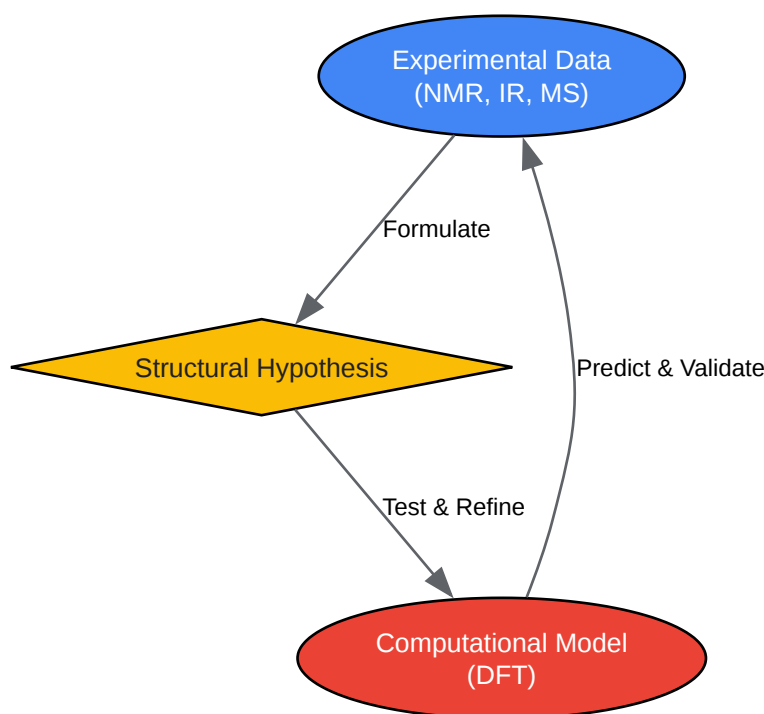 Experimental Data
(NMR, IR, MS)
Formulate
Structural Hypothesis
Predict & Validate
Test & Refine
Computational Model
(DFT)